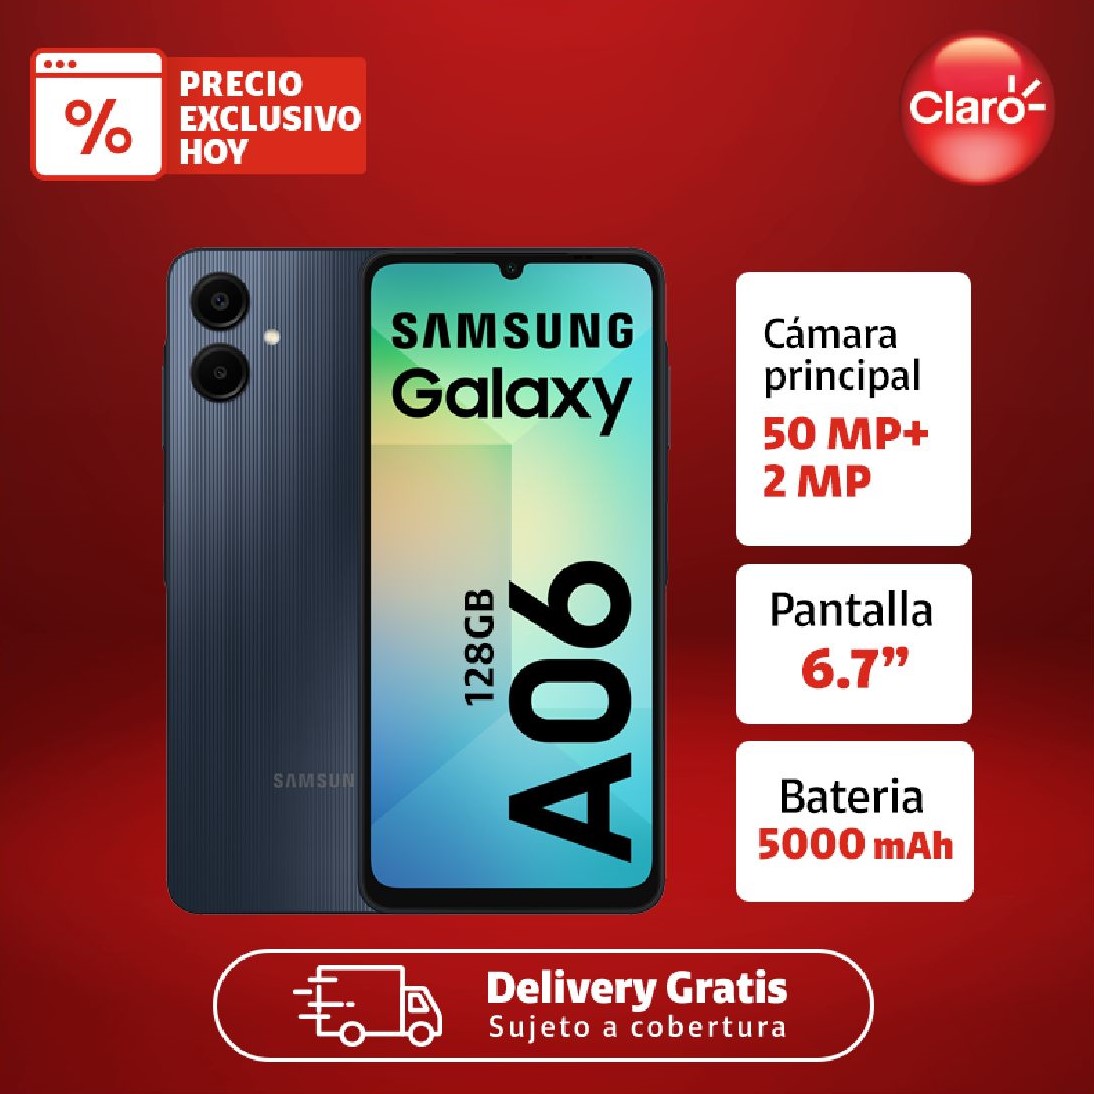 %
PRECIO
EXCLUSIVO
HOY
Claro
SAMSUNG
Galaxy
128GB
A06
SAMSUN
Cámara
principal
50 MP+
2 MP
Pantalla
6.7”
Bateria
5000 mAh
Delivery Gratis
Sujeto a cobertura